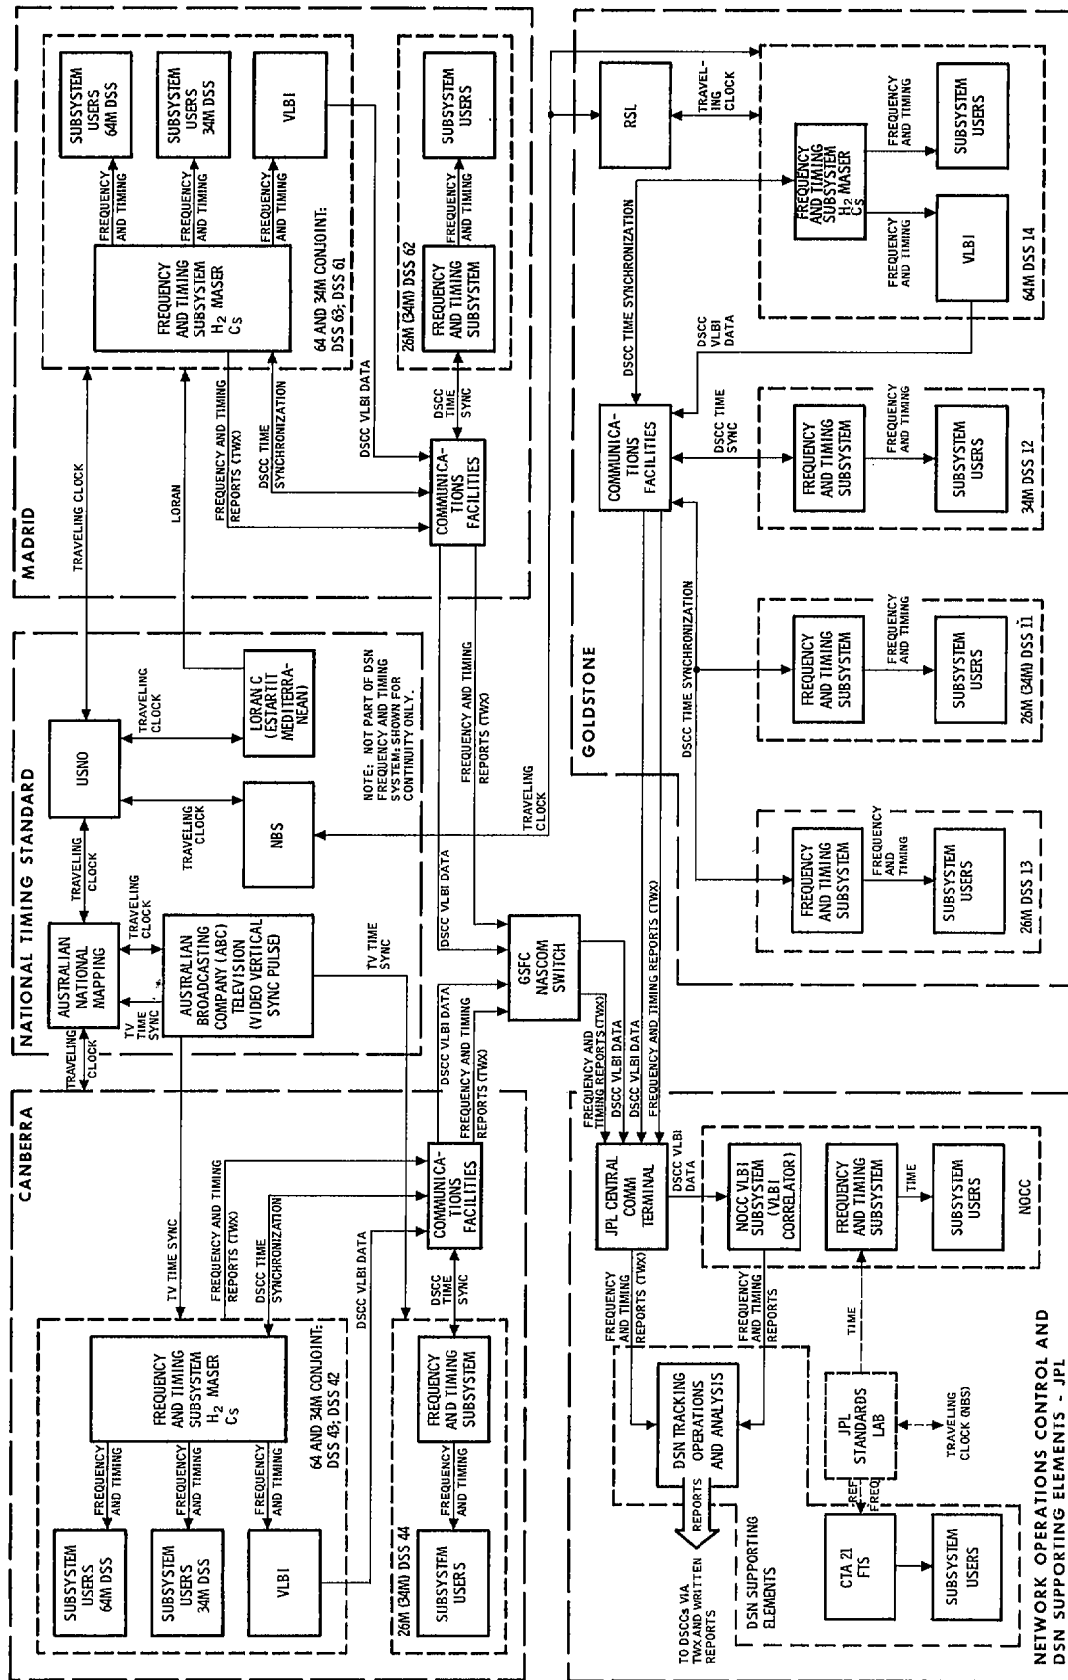 CANBERRA
SUBSYSTEM
USERS
64M DSS
SUBSYSTEM
USERS
34M DSS
VLBI
FREQUENCY
AND TIMING
FREQUENCY
AND TIMING
FREQUENCY
AND TIMING
FREQUENCY
AND TIMING
SUBSYSTEM
H2 MASER
CS
64 AND 34M CONJOINT:
DSS 43; DSS 42
TV TIME SYNC
FREQUENCY AND TIMING
REPORTS (TWX)
DSCC TIME
SYNCHRONIZATION
DSCC VLBI DATA
26M (34M) DSS 44
SUBSYSTEM
USERS
FREQUENCY
AND TIMING
FREQUENCY
AND TIMING
SUBSYSTEM
DSCC
TIME
SYNC
COMMUNICA-
TIONS
FACILITIES
DSCC VLBI DATA
FREQUENCY AND TIMING
REPORTS (TWX)
NATIONAL TIMING STANDARD
TRAVELING
CLOCK
AUSTRALIAN
NATIONAL
MAPPING
TRAVELING
CLOCK
USNO
TV
TIME
SYNC
TRAVELING
CLOCK
AUSTRALIAN
BROADCASTING
COMPANY (ABC)
TELEVISION
(VIDEO VERTICAL
SYNC PULSE)
TRAVELING
CLOCK
TRAVELING
CLOCK
NBS
LORAN C
(ESTARTIT
MEDITERRA-
NEAN)
TV TIME
SYNC
NOTE: NOT PART OF DSN
FREQUENCY AND TIMING
SYSTEM: SHOWN FOR
CONTINUITY ONLY.
DSCC VLBI DATA
FREQUENCY AND TIMING
REPORTS (TWX)
GSFC
NASCOM
SWITCH
TRAVELING
CLOCK
MADRID
TRAVELING CLOCK
LORAN
FREQUENCY AND TIMING
REPORTS (TWX)
DSCC TIME
SYNCHRONIZATION
DSCC VLBI DATA
FREQUENCY
AND TIMING
SUBSYSTEM
H2 MASER
CS
FREQUENCY
AND TIMING
FREQUENCY
AND TIMING
FREQUENCY
AND TIMING
SUBSYSTEM
USERS
64M DSS
SUBSYSTEM
USERS
34M DSS
VLBI
64 AND 34M CONJOINT:
DSS 63; DSS 61
26M (34M) DSS 62
COMMUNICA-
TIONS
FACILITIES
DSCC
TIME
SYNC
FREQUENCY
AND TIMING
SUBSYSTEM
FREQUENCY
AND TIMING
SUBSYSTEM
USERS
GOLDSTONE
RSL
TRAVEL-
ING
CLOCK
DSCC TIME SYNCHRONIZATION
DSCC
VLBI
DATA
COMMUNICA-
TIONS
FACILITIES
DSCC TIME
SYNC
DSCC TIME SYNCHRONIZATION
FREQUENCY
AND TIMING
SUBSYSTEM
H2 MASER
CS
FREQUENCY
AND TIMING
FREQUENCY
AND TIMING
VLBI
SUBSYSTEM
USERS
64M DSS 14
FREQUENCY
AND TIMING
SUBSYSTEM
FREQUENCY
AND TIMING
SUBSYSTEM
USERS
34M DSS 12
FREQUENCY
AND TIMING
SUBSYSTEM
FREQUENCY
AND TIMING
SUBSYSTEM
USERS
26M (34M) DSS 11
FREQUENCY
AND TIMING
SUBSYSTEM
FREQUENCY
AND
TIMING
SUBSYSTEM
USERS
26M DSS 13
FREQUENCY AND
TIMING REPORTS (TWX)
DSCC VLBI DATA
DSCC VLBI DATA
FREQUENCY AND TIMING REPORTS (TWX)
JPL CENTRAL
COMM
TERMINAL
FREQUENCY
AND TIMING
REPORTS (TWX)
DSCC VLBI
DATA
NOCC VLBI
SUBSYSTEM
(VLBI
CORRELATOR)
FREQUENCY
AND TIMING
REPORTS
FREQUENCY
AND TIMING
SUBSYSTEM
TIME
SUBSYSTEM
USERS
NOCC
TIME
DSN TRACKING
OPERATIONS
AND ANALYSIS
REPORTS
TO DSCCs VIA
TWX AND WRITTEN
REPORTS
DSN SUPPORTING
ELEMENTS
JPL
STANDARDS
LAB
TRAVELING
CLOCK (NBS)
REF
FREQ
CTA 21
FTS
SUBSYSTEM
USERS
NETWORK OPERATIONS CONTROL AND
DSN SUPPORTING ELEMENTS - JPL